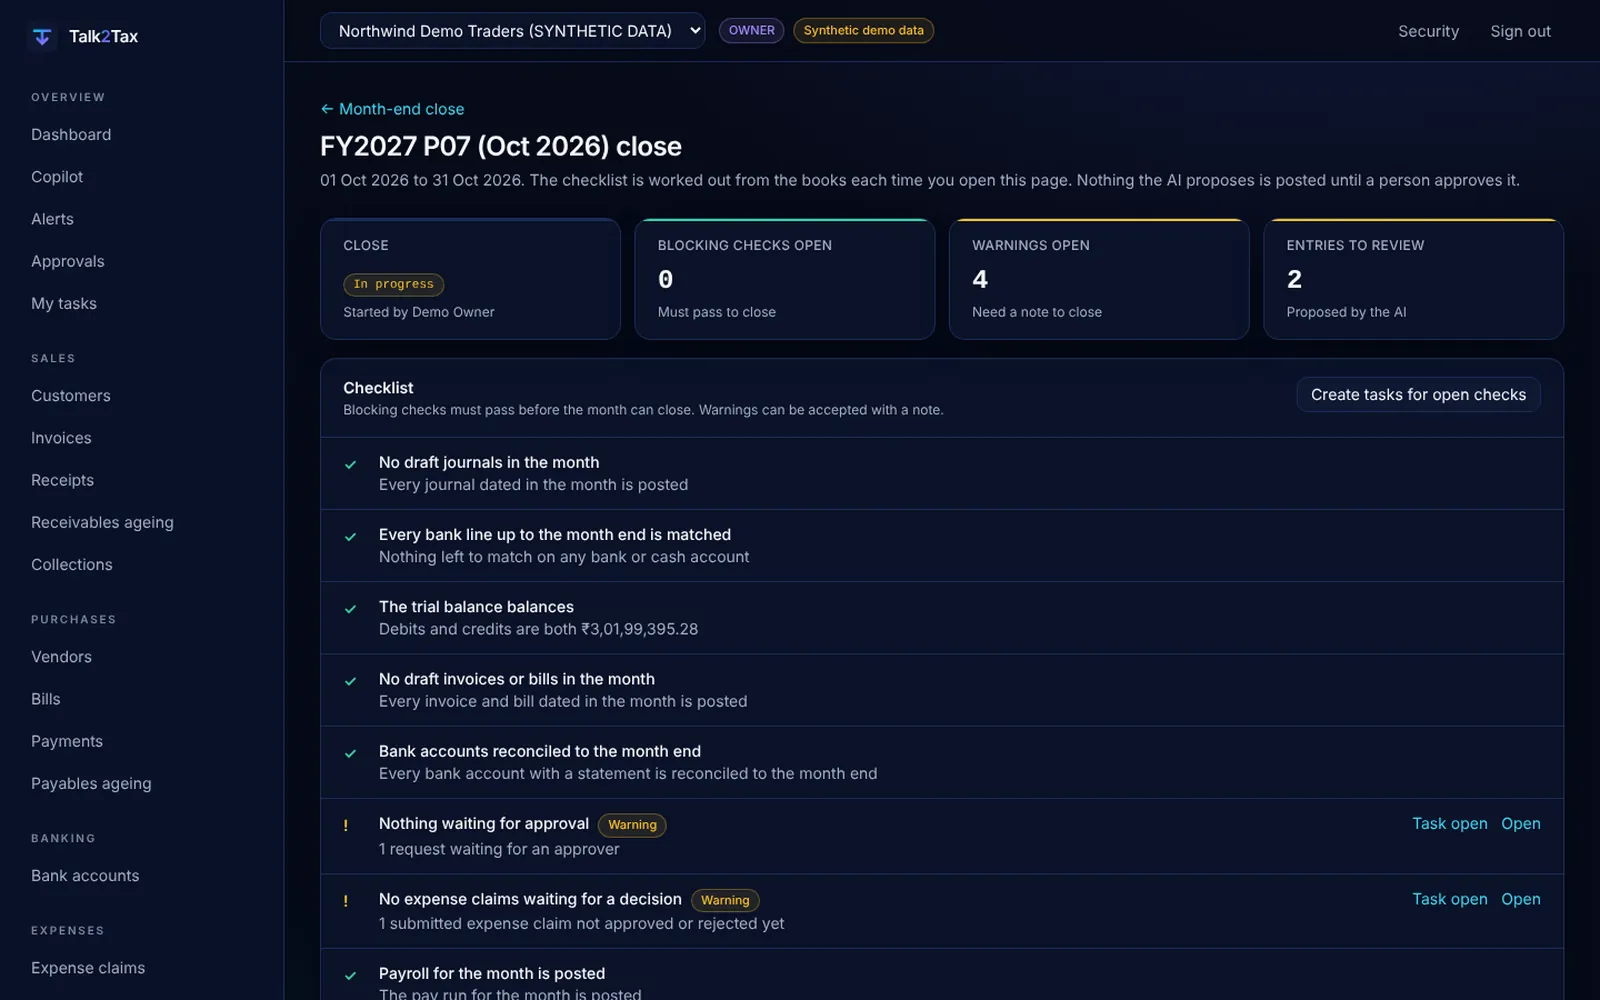 Talk2Tax
Northwind Demo Traders (SYNTHETIC DATA)
OWNER
Synthetic demo data
Security
Sign out
OVERVIEW
Dashboard
Copilot
Alerts
Approvals
My tasks
SALES
Customers
Invoices
Receipts
Receivables ageing
Collections
PURCHASES
Vendors
Bills
Payments
Payables ageing
BANKING
Bank accounts
EXPENSES
Expense claims
← Month-end close
FY2027 P07 (Oct 2026) close
01 Oct 2026 to 31 Oct 2026. The checklist is worked out from the books each time you open this page. Nothing the AI proposes is posted until a person approves it.
CLOSE
In progress
Started by Demo Owner
BLOCKING CHECKS OPEN
0
Must pass to close
WARNINGS OPEN
4
Need a note to close
ENTRIES TO REVIEW
2
Proposed by the AI
Checklist
Blocking checks must pass before the month can close. Warnings can be accepted with a note.
Create tasks for open checks
No draft journals in the month
Every journal dated in the month is posted
Every bank line up to the month end is matched
Nothing left to match on any bank or cash account
The trial balance balances
Debits and credits are both ₹3,01,99,395.28
No draft invoices or bills in the month
Every invoice and bill dated in the month is posted
Bank accounts reconciled to the month end
Every bank account with a statement is reconciled to the month end
! Nothing waiting for approval Warning Task open Open
1 request waiting for an approver
! No expense claims waiting for a decision Warning Task open Open
1 submitted expense claim not approved or rejected yet
Payroll for the month is posted
The pay run for the month is posted